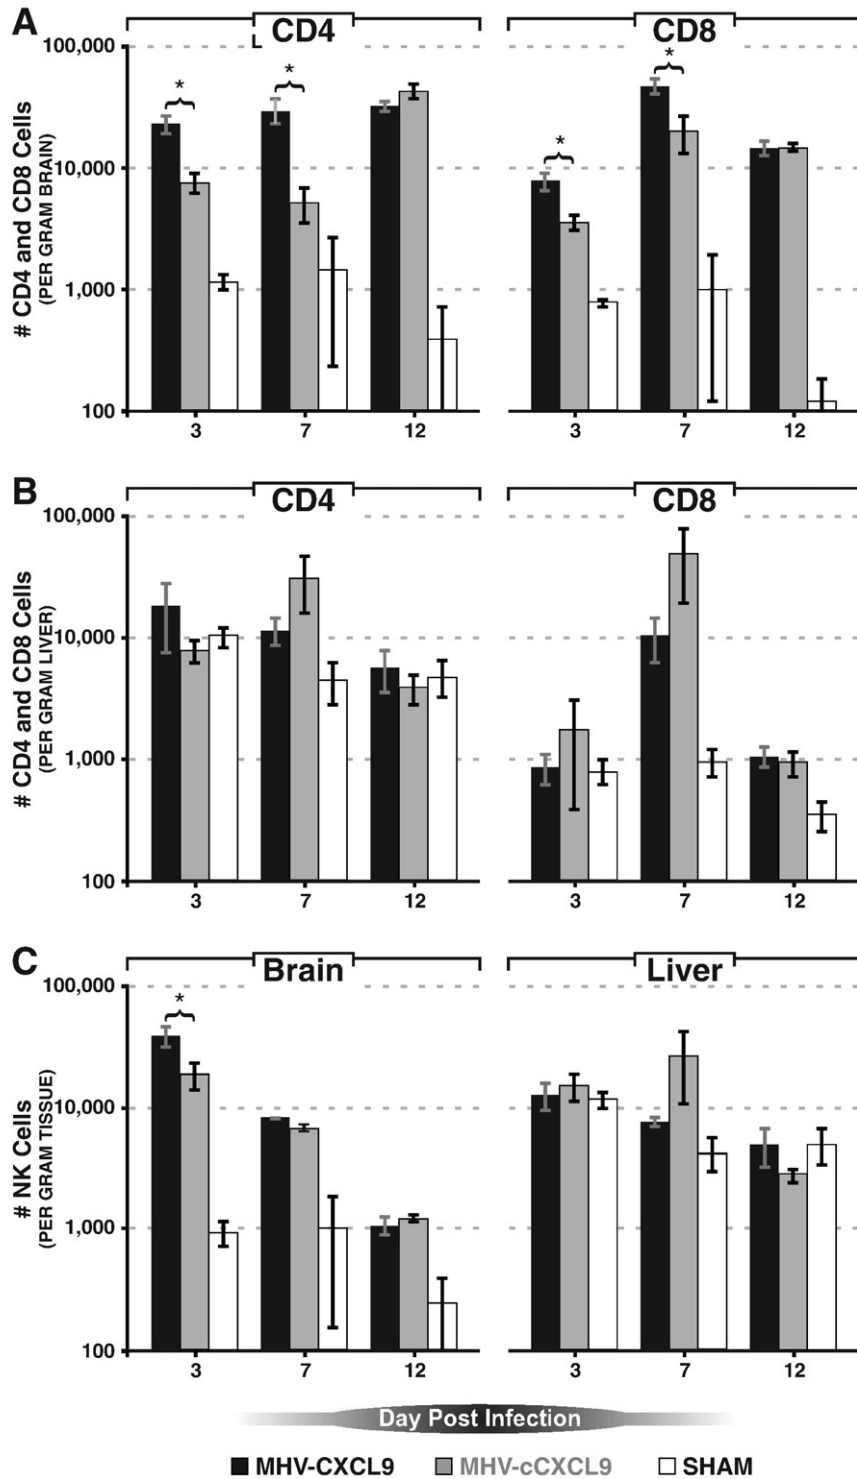 A
CD4
CD8
# CD4 and CD8 Cells
(PER GRAM BRAIN)
100,000
10,000
1,000
100
*
*
*
*
3
7
12
3
7
12
B
CD4
CD8
# CD4 and CD8 Cells
(PER GRAM LIVER)
100,000
10,000
1,000
100
3
7
12
3
7
12
C
Brain
Liver
# NK Cells
(PER GRAM TISSUE)
100,000
10,000
1,000
100
*
3
7
12
3
7
12
Day Post Infection
MHV-CXCL9 MHV-cCXCL9 SHAM